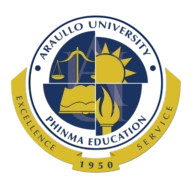 ARAULLO UNIVERSITY
PHINMA EDUCATION
EXCELLENCE
SERVICE
1950